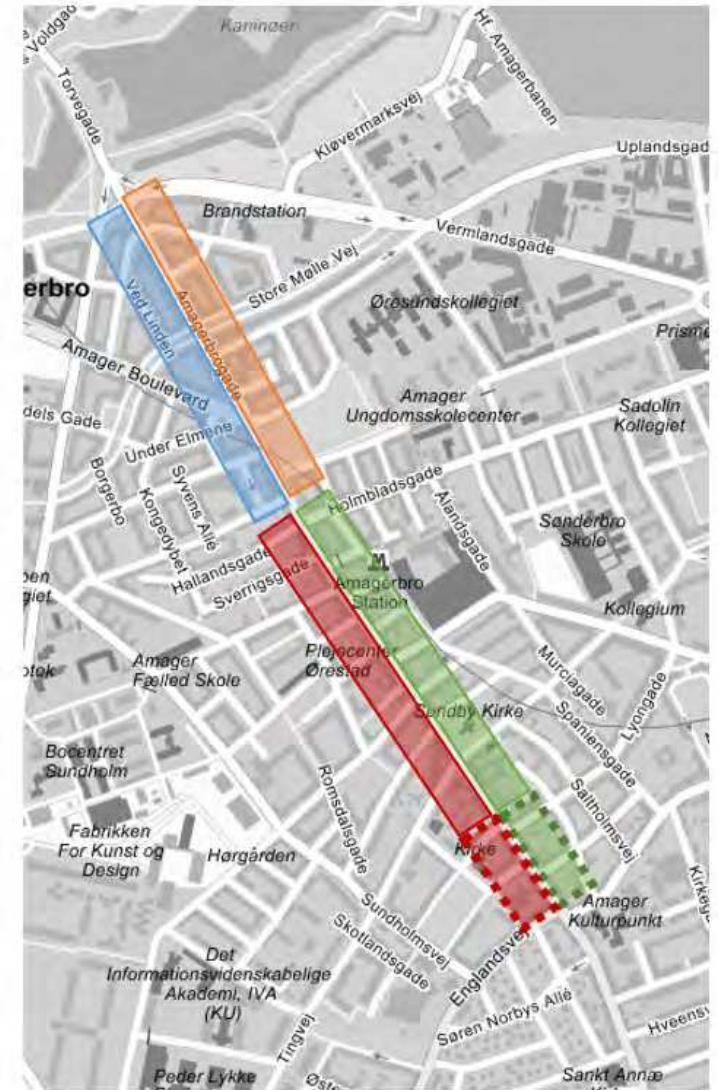 Kaninøen
Torvegade
Hf. Amagerbanen
Kløvermarksvej
Uplandsgad
Brandstation
Vermlandsgade
Store Mølle Vej
erbro
Ved Linden
Amagerbrogade
Øresundskollegiet
Prisme
Amager Boulevard
Amager
Ungdomsskolecenter
Sadolin
Kollegiet
dels Gade
Under Elmene
Borgerbo
Kongedybet
Syvens Allé
Holmbladsgade
Ålandsgade
Sønderbro
Skole
Hallandsgade
Sverrigsgade
M
Amagerbro
Station
Kollegium
Plejecenter
Ørestad
Amager
Fælled Skole
Murciagade
Sundby Kirke
Spaniensgade
Lyongade
Bocentret
Sundholm
Romsdalsgade
Saltholmsvej
Fabrikken
For Kunst og
Design
Hørgården
Kirke
Amager
Kulturpunkt
Sundholmsvej
Skotlandsgade
Englandsvej
Det
Informationsvidenskabelige
Akademi, IVA
(KU)
Tingvej
Søren Norbys Allé
Hveensv
Peder Lykke
Øst
Sankt Annæ